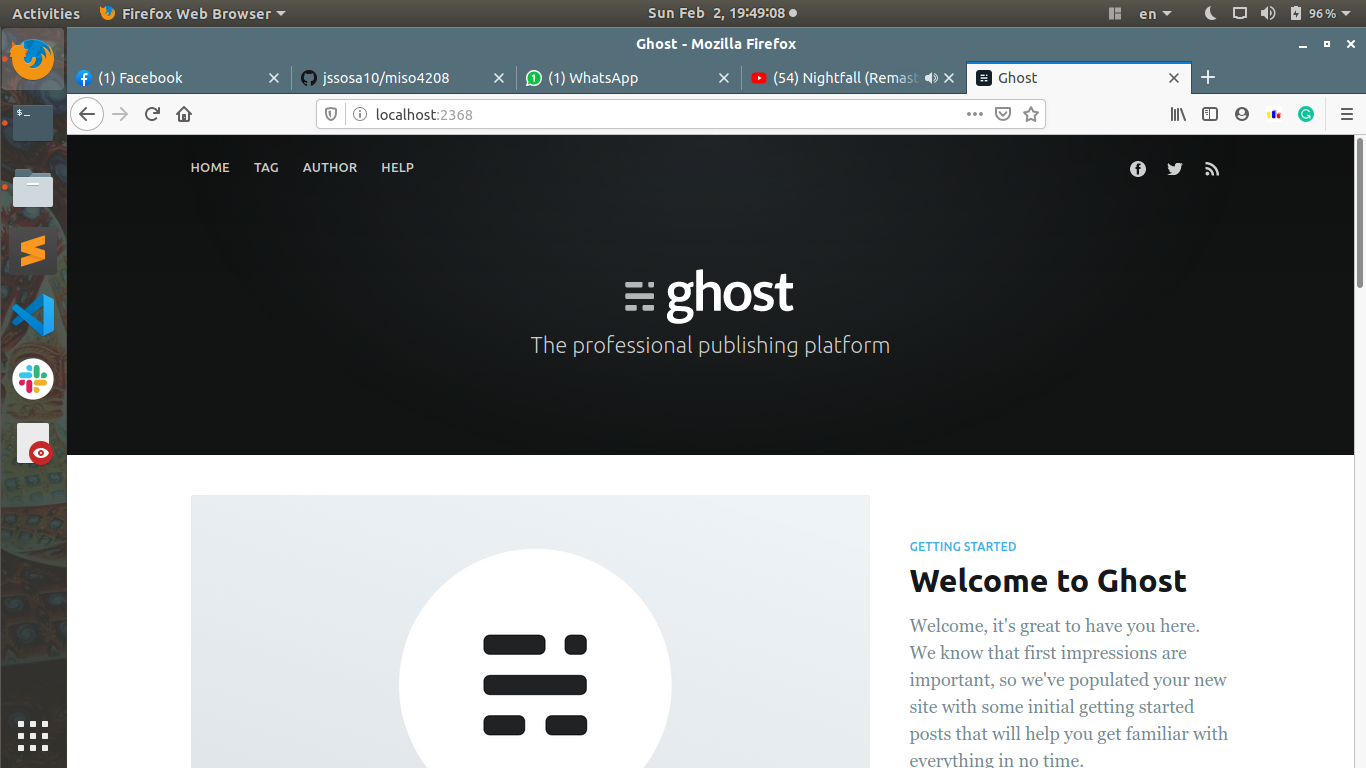 Activities
Firefox Web Browser
Sun Feb 2, 19:49:08
en
96%
Ghost - Mozilla Firefox
(1) Facebook
jssosa10/miso4208
(1) WhatsApp
(54) Nightfall (Remast
Ghost
localhost:2368
HOME
TAG
AUTHOR
HELP
ghost
The professional publishing platform
GETTING STARTED
Welcome to Ghost
Welcome, it's great to have you here.
We know that first impressions are
important, so we've populated your new
site with some initial getting started
posts that will help you get familiar with
everything in no time.